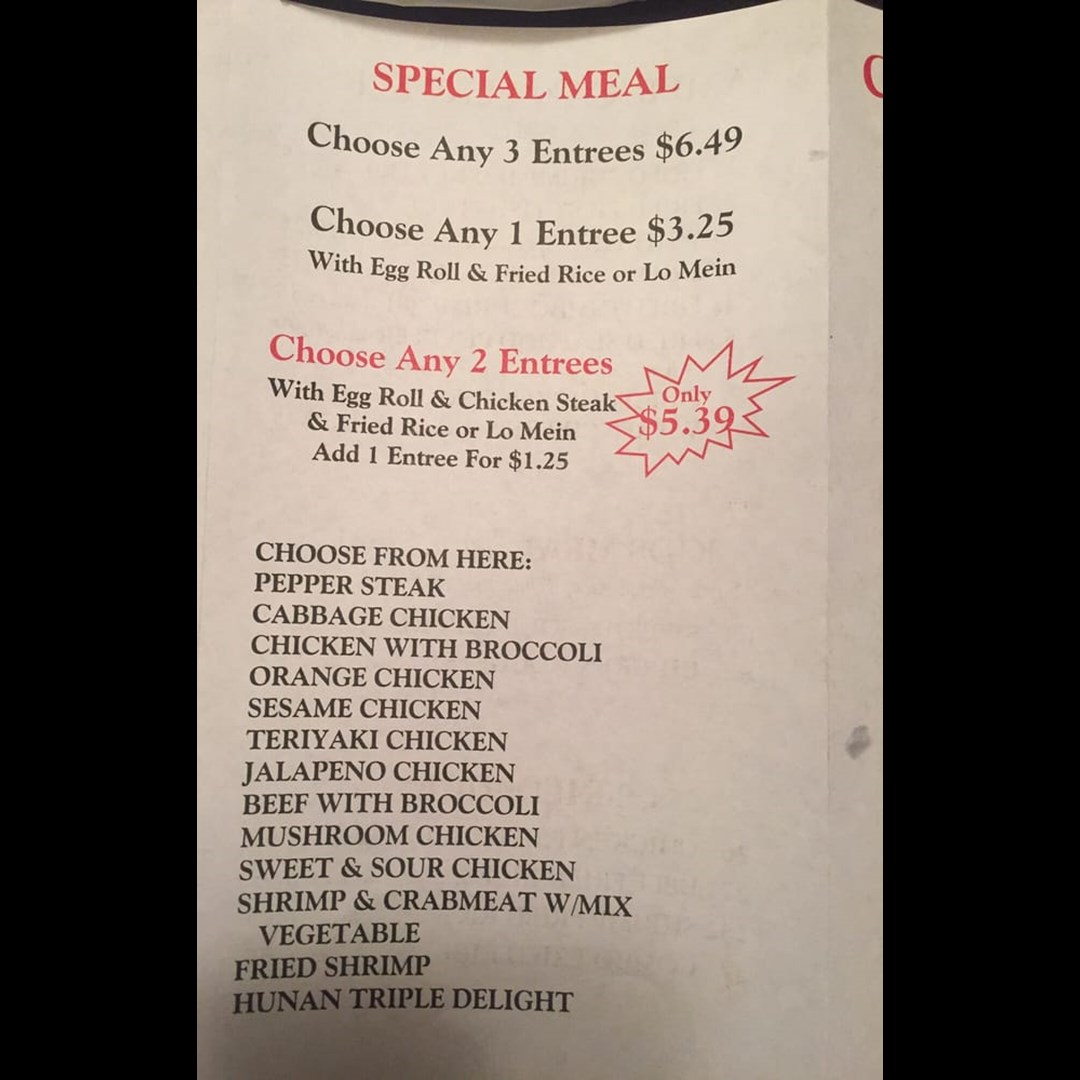 SPECIAL MEAL
Choose Any 3 Entrees $6.49
Choose Any 1 Entree $3.25
With Egg Roll & Fried Rice or Lo Mein
Choose Any 2 Entrees
With Egg Roll & Chicken Steak
& Fried Rice or Lo Mein
Add 1 Entree For $1.25
Only
$5.39
CHOOSE FROM HERE:
PEPPER STEAK
CABBAGE CHICKEN
CHICKEN WITH BROCCOLI
ORANGE CHICKEN
SESAME CHICKEN
TERIYAKI CHICKEN
JALAPENO CHICKEN
BEEF WITH BROCCOLI
MUSHROOM CHICKEN
SWEET & SOUR CHICKEN
SHRIMP & CRABMEAT W/MIX
VEGETABLE
FRIED SHRIMP
HUNAN TRIPLE DELIGHT